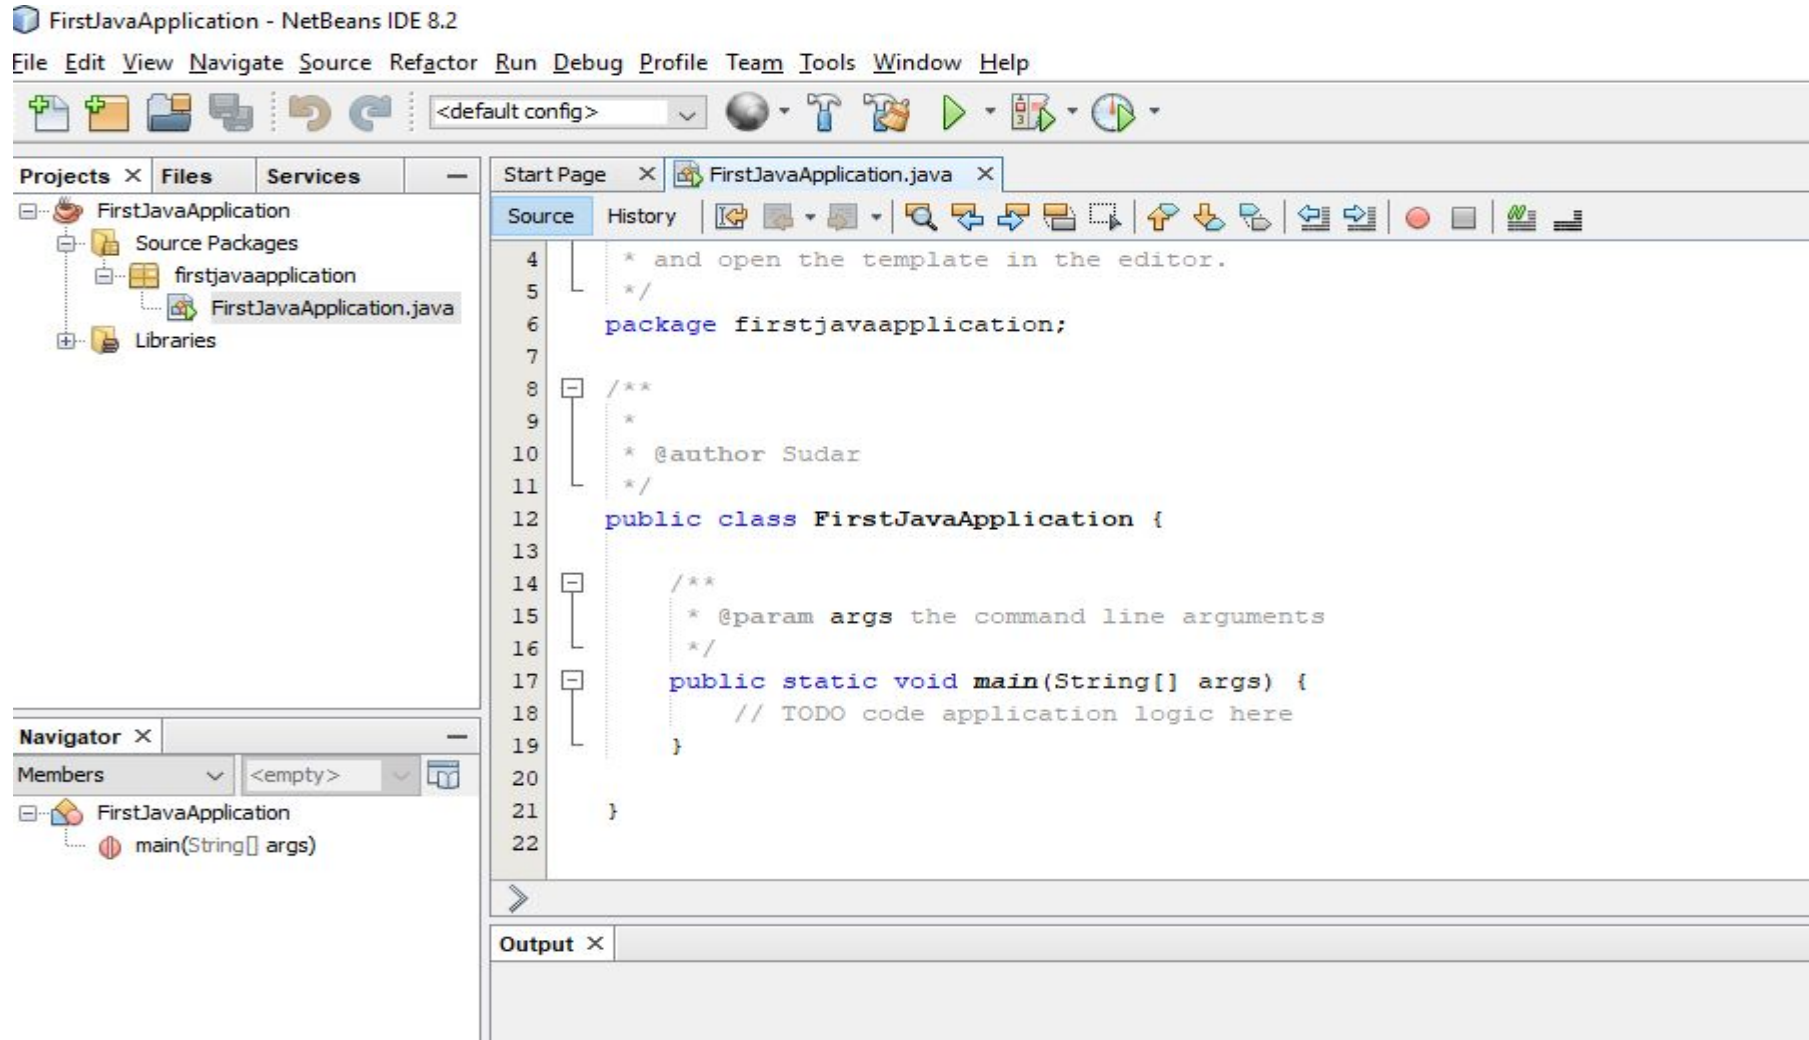 FirstJavaApplication - NetBeans IDE 8.2
File Edit View Navigate Source Refactor Run Debug Profile Team Tools Window Help
<default config>
Projects Files Services
FirstJavaApplication
Source Packages
firstjavaapplication
FirstJavaApplication.java
Libraries
Navigator
Members <empty>
FirstJavaApplication
main(String[] args)
Start Page FirstJavaApplication.java
Source History
4 * and open the template in the editor.
5 */
6 package firstjavaapplication;
7
8 /**
9 *
10 * @author Sudar
11 */
12 public class FirstJavaApplication {
13
14 /**
15 * @param args the command line arguments
16 */
17 public static void main(String[] args) {
18 // TODO code application logic here
19 }
20
21 }
22
Output